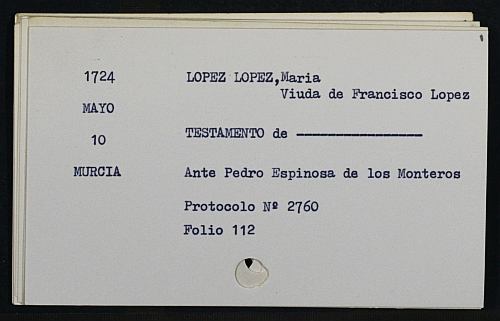 1724 LOPEZ LOPEZ,Maria
Viuda de Francisco Lopez
MAYO
10 TESTAMENTO de ----------------
MURCIA Ante Pedro Espinosa de los Monteros
Protocolo Nº 2760
Folio 112